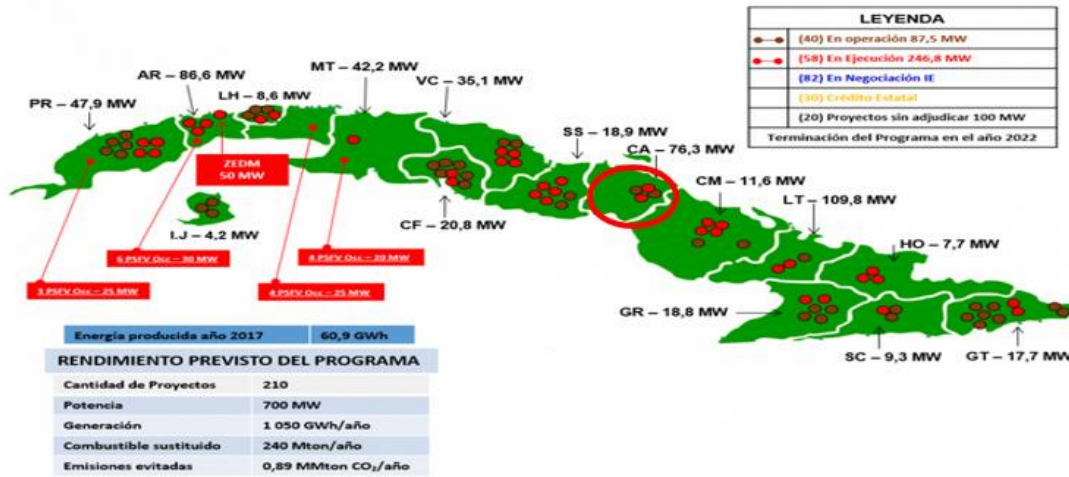 LEYENDA
(40) En operación 87,5 MW
(58) En Ejecución 246,8 MW
(82) En Negociación IE
(30) Crédito Estatal
(20) Proyectos sin adjudicar 100 MW
Terminación del Programa en el año 2022
PR – 47,9 MW
AR – 86,6 MW
LH – 8,6 MW
MT – 42,2 MW
VC – 35,1 MW
SS – 18,9 MW
CA – 76,3 MW
CM – 11,6 MW
LT – 109,8 MW
HO – 7,7 MW
ZEDM
50 MW
I.J – 4,2 MW
CF – 20,8 MW
GR – 18,8 MW
SC – 9,3 MW
GT – 17,7 MW
6 PSFV Occ – 30 MW
4 PSFV Occ – 20 MW
3 PSFV Occ – 25 MW
4 PSFV Occ – 25 MW
Energía producida año 2017 60,9 GWh
RENDIMIENTO PREVISTO DEL PROGRAMA
Cantidad de Proyectos 210
Potencia 700 MW
Generación 1 050 GWh/año
Combustible sustituido 240 Mton/año
Emisiones evitadas 0,89 MMton CO₂/año